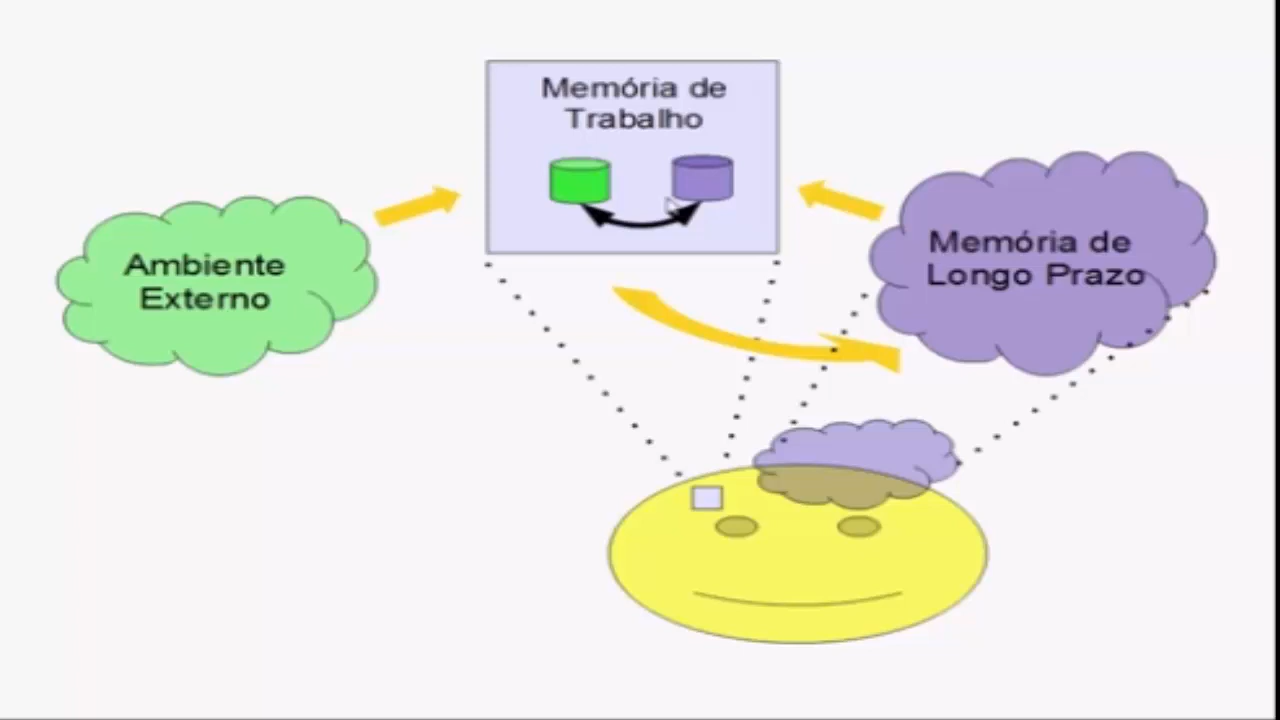 Memória de
Trabalho
Ambiente
Externo
Memória de
Longo Prazo